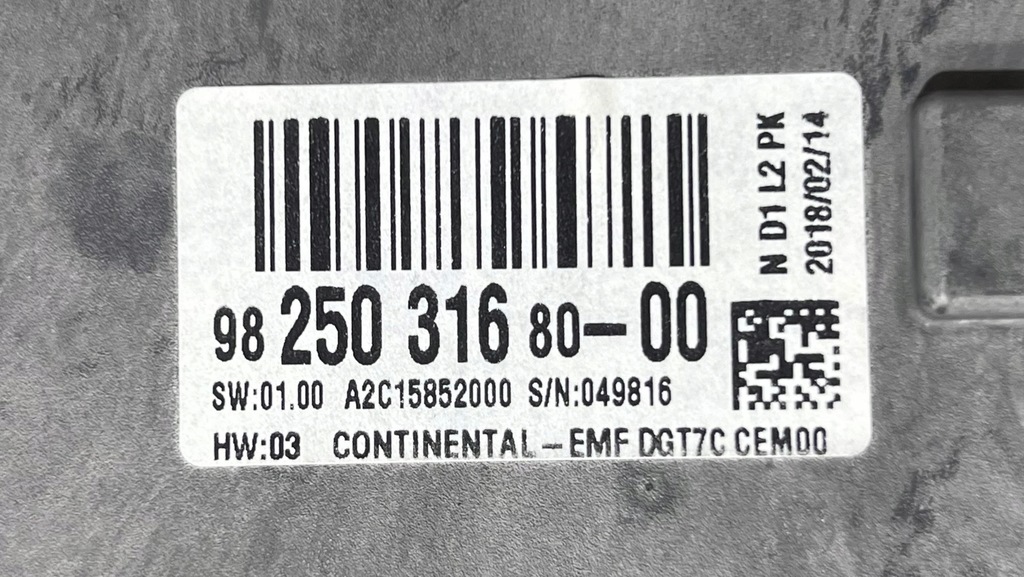 N D1 L2 PK
2018/02/14
98 250 316 80-00
SW:01.00 A2C15852000 S/N:049816
HW:03 CONTINENTAL-EMF DGT7C CEM00